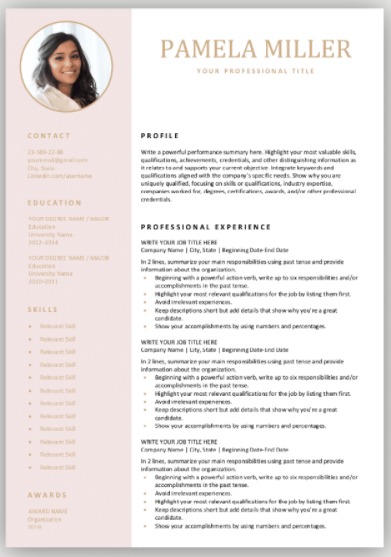 PAMELA MILLER
YOUR PROFESSIONAL TITLE
CONTACT
youremail@gmail.com
City, State
LinkedIn.com/username
EDUCATION
YOUR DEGREE NAME / MAJOR
Education
University Name
YOUR DEGREE NAME / MAJOR
Education
University Name
SKILLS
Relevant Skill
Relevant Skill
Relevant Skill
Relevant Skill
Relevant Skill
Relevant Skill
Relevant Skill
Relevant Skill
Relevant Skill
Relevant Skill
Relevant Skill
Relevant Skill
AWARDS
AWARD NAME
Organization
PROFILE
Write a powerful performance summary here. Highlight your most valuable skills,
qualifications, achievements, credentials, and other distinguishing information as
it relates to and supports your current objective. Integrate keywords and
qualifications aligned with the company's specific needs. Show why you are
uniquely qualified, focusing on skills or qualifications, industry expertise,
companies worked for, degrees, certificates, awards, and/or other professional
credentials.
PROFESSIONAL EXPERIENCE
WRITE YOUR JOB TITLE HERE
Company Name | City, State | Beginning Date-End Date
In 2 lines, summarize your main responsibilities using past tense and provide
information about the organization.
Beginning with a powerful action verb, write up to six responsibilities and/or
accomplishments in the past tense.
Highlight your most relevant qualifications for the job by listing them first.
Avoid irrelevant experiences.
Keep descriptions short but add details that show why you're a great
candidate.
Show your accomplishments by using numbers and percentages.
WRITE YOUR JOB TITLE HERE
Company Name | City, State | Beginning Date-End Date
In 2 lines, summarize your main responsibilities using past tense and provide
information about the organization.
Beginning with a powerful action verb, write up to six responsibilities and/or
accomplishments in the past tense.
Highlight your most relevant qualifications for the job by listing them first.
Avoid irrelevant experiences.
Keep descriptions short but add details that show why you're a great
candidate.
Show your accomplishments by using numbers and percentages.
WRITE YOUR JOB TITLE HERE
Company Name | City, State | Beginning Date-End Date
In 2 lines, summarize your main responsibilities using past tense and provide
information about the organization.
Beginning with a powerful action verb, write up to six responsibilities and/or
accomplishments in the past tense.
Avoid irrelevant experiences.
Highlight your most relevant qualifications for the job by listing them first.
Keep descriptions short but add details that show why you're a great
candidate.
Show your accomplishments by using numbers and percentages.